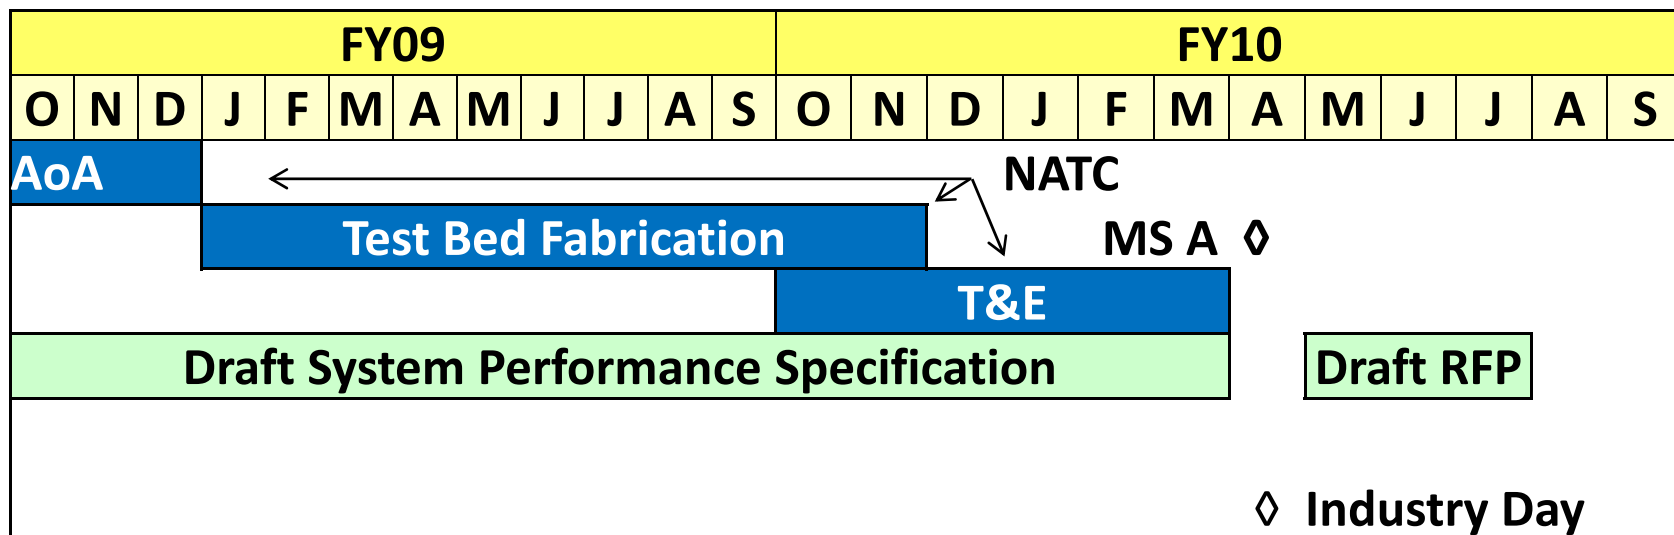 FY09 FY10
O N D J F M A M J J A S O N D J F M A M J J A S
AoA NATC
Test Bed Fabrication MS A ◊
T&E
Draft System Performance Specification Draft RFP
◊ Industry Day